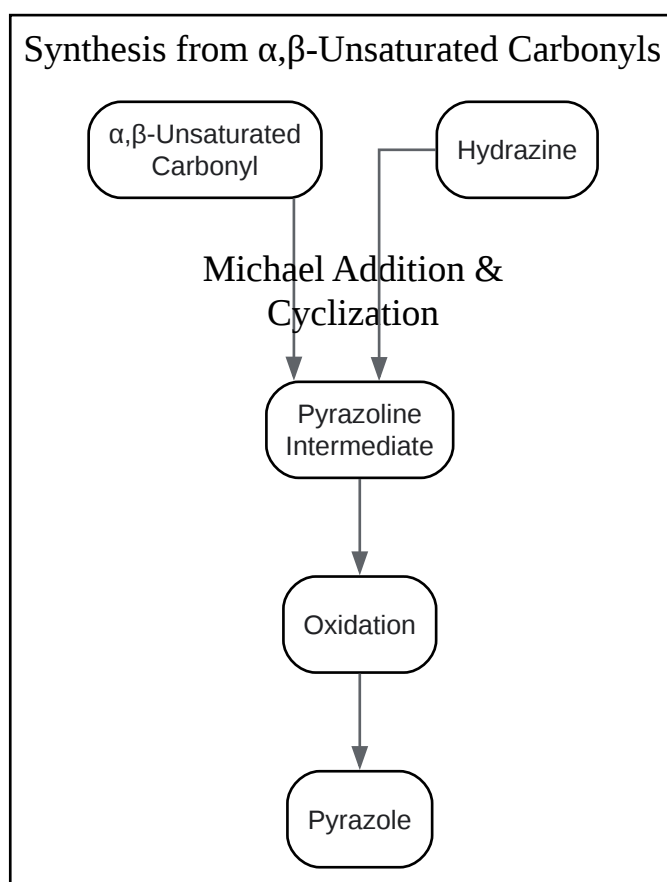 Synthesis from α,β-Unsaturated Carbonyls
α,β-Unsaturated
Carbonyl
Hydrazine
Michael Addition &
Cyclization
Pyrazoline
Intermediate
Oxidation
Pyrazole